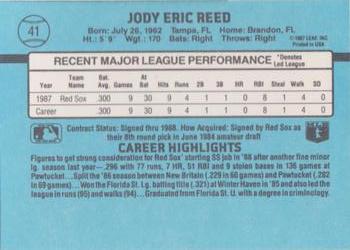 41
JODY ERIC REED
Born: July 26, 1962 Tampa, FL Home: Brandon, FL
Ht.: 5'9" Wgt.: 170 Bats: Right Throws: Right
©1987 LEAF, INC.
Printed in USA
RECENT MAJOR LEAGUE PERFORMANCE *Denotes Led League
Year Team Name Bat Avg Games At Bat Hits Runs 2B 3B HR RBI Steal Walk SO
1987 Red Sox .300 9 30 9 4 1 1 0 8 1 4 0
Career .300 9 30 9 4 1 1 0 8 1 4 0
Contract Status: Signed thru 1988. How Acquired: Signed by Red Sox as
their 8th round pick in June 1984 amateur draft
CAREER HIGHLIGHTS
Figures to get strong consideration for Red Sox' starting SS job in '88 after another fine minor
lg. season last year-.296 with 77 runs, 7 HR, 51 RBI and 9 stolen bases in 136 games at
Pawtucket... Split the '86 season between New Britain (.229 in 60 games) and Pawtucket (.282
in 69 games)... Won the Florida St. Lg. batting title (.321) at Winter Haven in '85 and also led the
league in runs (95) and walks (94)...Graduated from Florida St. U. with a degree in criminology.